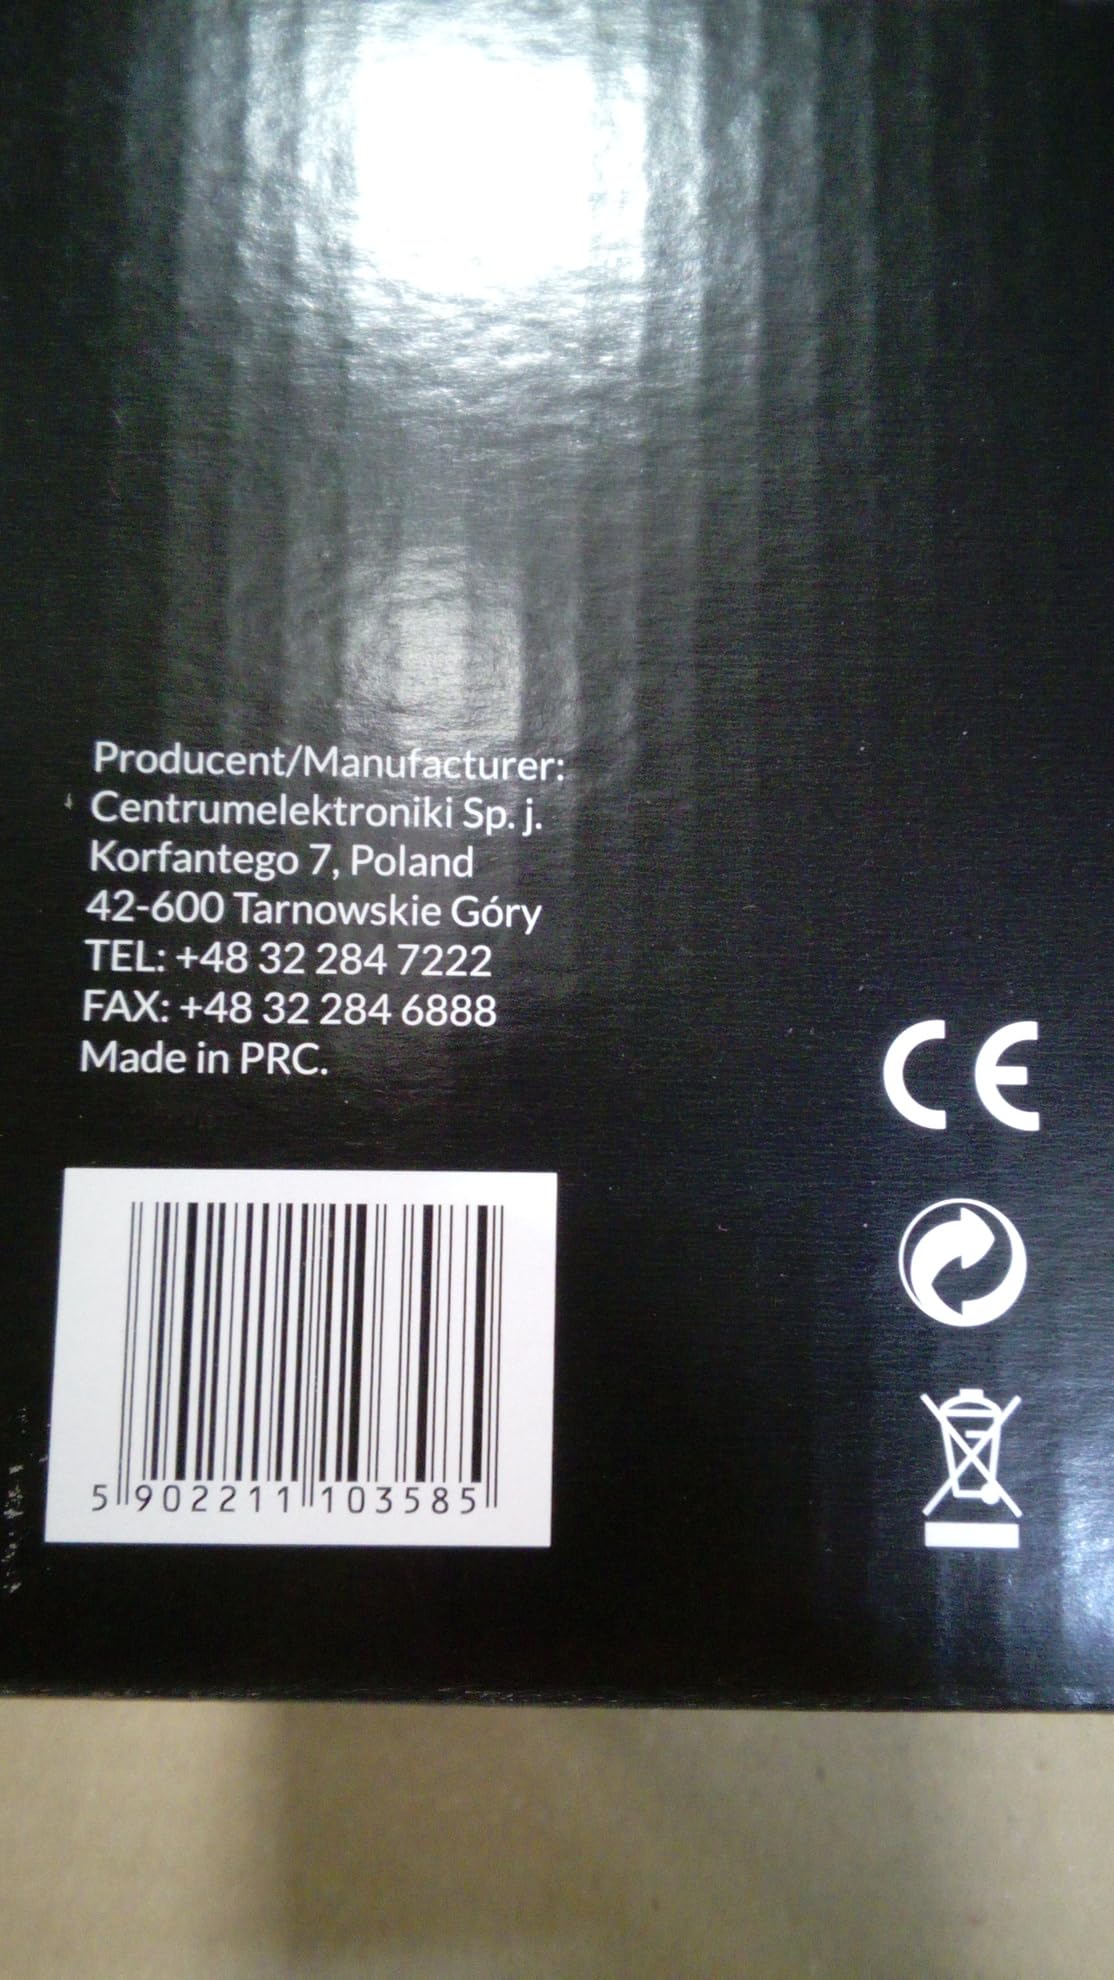 Producent/Manufacturer:
Centrumelektroniki Sp. j.
Korfantego 7, Poland
42-600 Tarnowskie Góry
TEL: +48 32 284 7222
FAX: +48 32 284 6888
Made in PRC.
CE
5 902211 103585